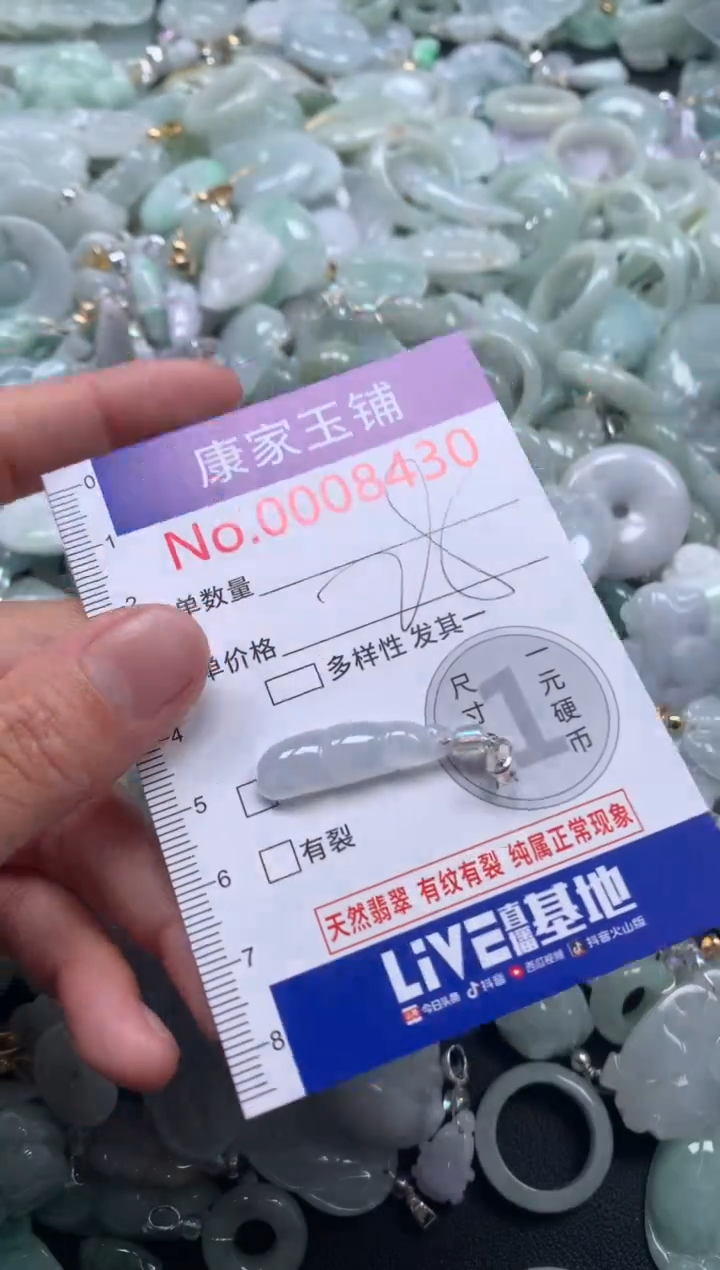 康家玉铺
No.0008430
单数量
单价格
多样性 发其一
尺寸
一元硬币
1
有裂
天然翡翠 有纹有裂 纯属正常现象
LiVE直播基地
今日头条 抖音 西瓜视频 抖音火山版
0
1
2
4
5
6
7
8